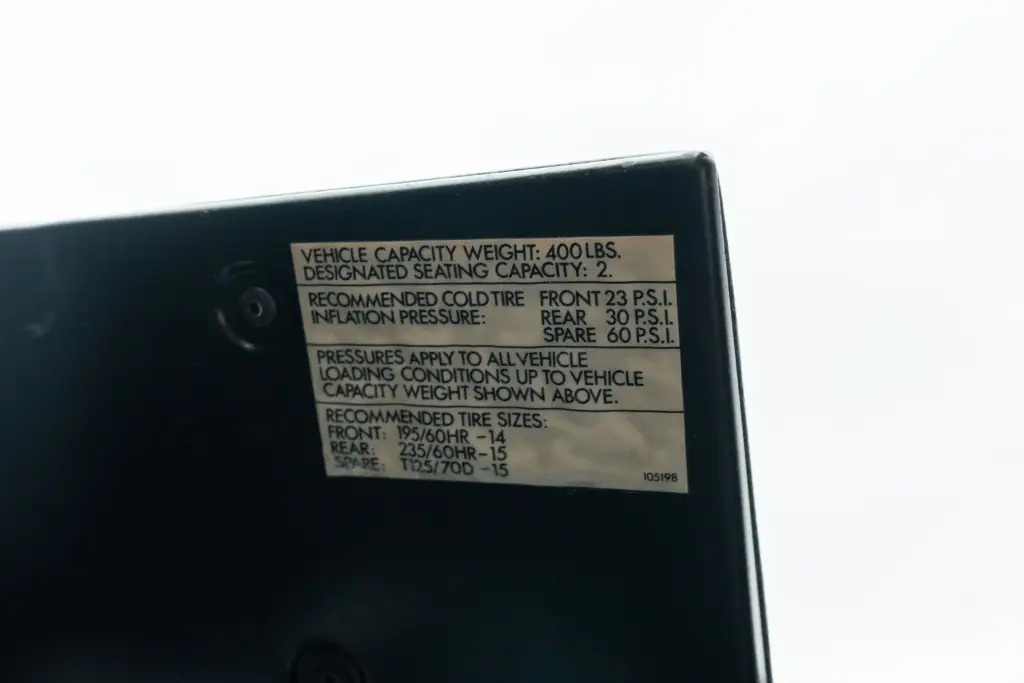 VEHICLE CAPACITY WEIGHT: 400 LBS.
DESIGNATED SEATING CAPACITY: 2.
RECOMMENDED COLD TIRE FRONT 23 P.S.I.
INFLATION PRESSURE: REAR 30 P.S.I.
SPARE 60 P.S.I.
PRESSURES APPLY TO ALL VEHICLE
LOADING CONDITIONS UP TO VEHICLE
CAPACITY WEIGHT SHOWN ABOVE.
RECOMMENDED TIRE SIZES:
FRONT: 195/60HR -14
REAR: 235/60HR-15
SPARE: T125/70D -15
105198